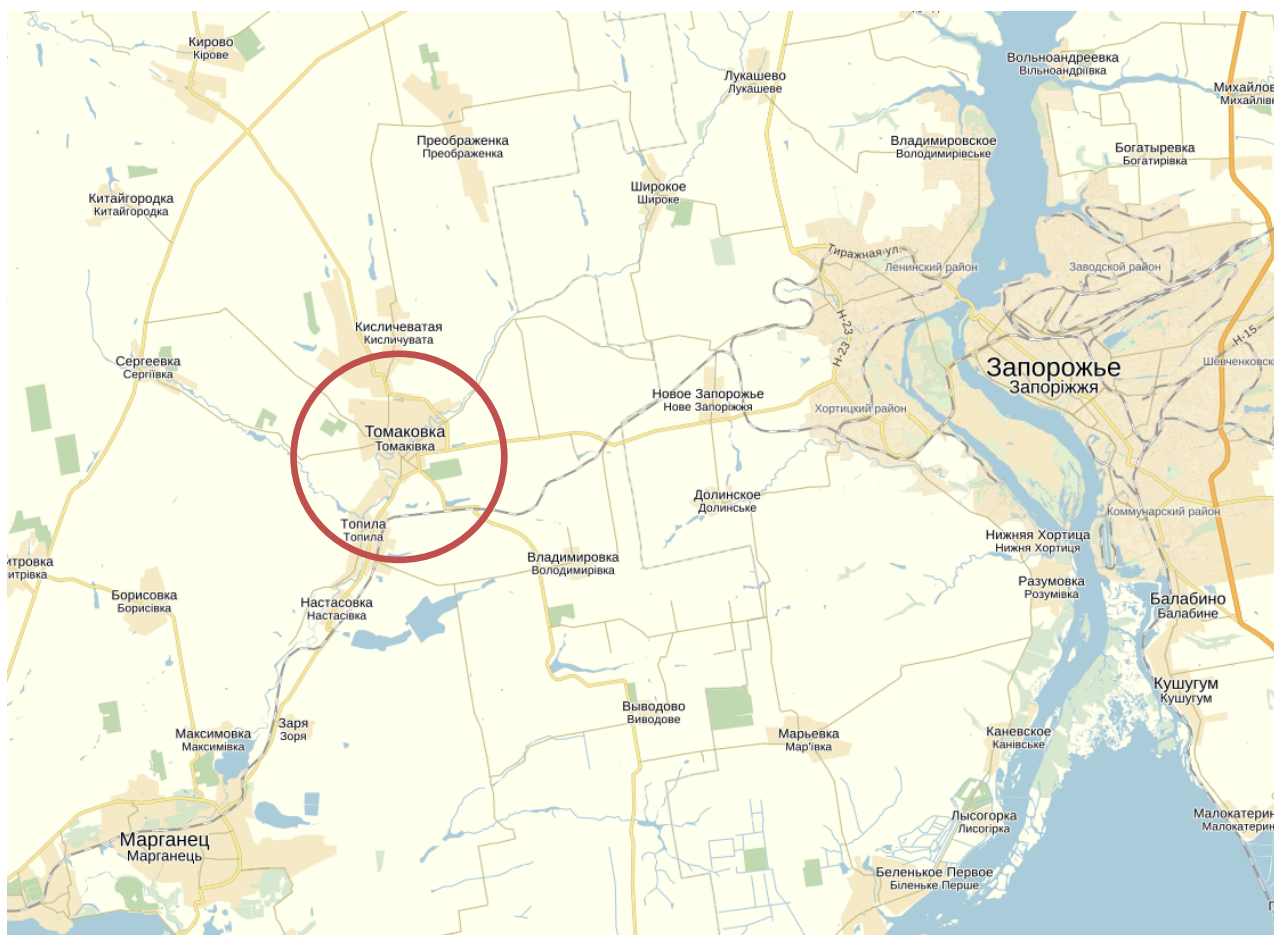 Кирово
Кірове
Вольноандреевка
Вільноандріївка
Лукашево
Лукашеве
Михайлов
Михайлівк
Преображенка
Преображенка
Владимировское
Володимирівське
Богатыревка
Богатирівка
Широкое
Широке
Китайгородка
Китайгородка
Тиражная-ул.
Ленинский район
Заводской район
Кисличеватая
Кисличувата
Н-23
Н-15
Н-23
Сергеевка
Сергіївка
Шевченковск
Запорожье
Запоріжжя
Новое Запорожье
Нове Запоріжжя
Хортицкий район
Томаковка
Томаківка
Долинское
Долинське
Коммунарский район
Топила
Топила
Нижняя Хортица
Нижня Хортиця
Владимировка
Володимирівка
итровка
итрівка
Разумовка
Розумівка
Борисовка
Борисівка
Настасовка
Настасівка
Балабино
Балабине
Кушугум
Кушугум
Выводово
Виводове
Заря
Зоря
Максимовка
Максимівка
Марьевка
Мар'ївка
Каневское
Канівське
Лысогорка
Лисогірка
Малокатерин
Малокатерин
Марганец
Марганець
Беленькое Первое
Біленьке Перше